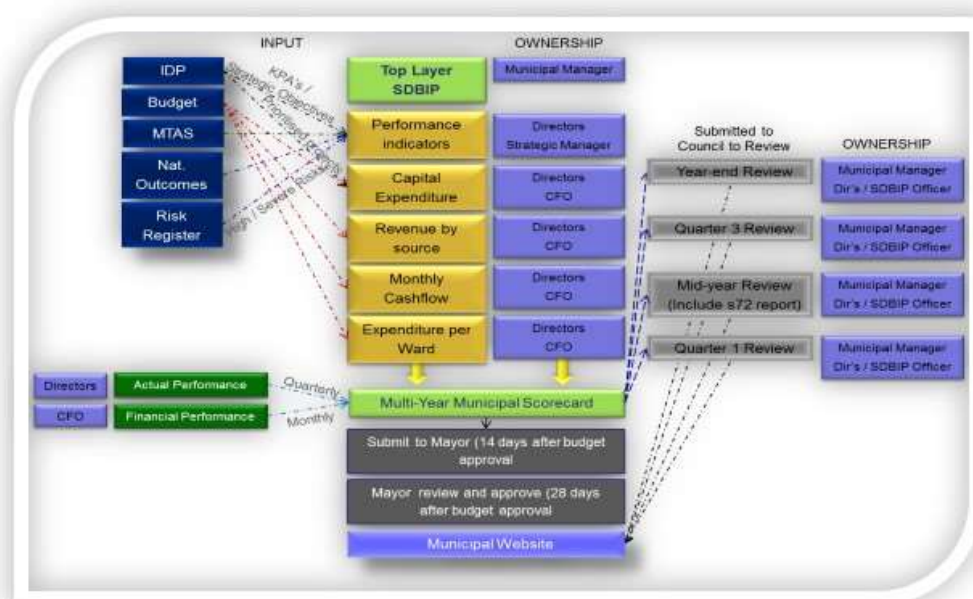 INPUT
OWNERSHIP
IDP
Budget
MTAS
Nat.
Outcomes
Risk
Register
KPA's /
Strategic Objectives
Top Layer
SDBIP
Municipal Manager
Performance
indicators
Directors
Strategic Manager
Capital
Expenditure
Directors
CFO
Revenue by
source
Directors
CFO
Monthly
Cashflow
Directors
CFO
Expenditure per
Ward
Directors
CFO
Submitted to
Council to Review
OWNERSHIP
Year-end Review
Municipal Manager
Dir's / SDBIP Officer
Quarter 3 Review
Municipal Manager
Dir's / SDBIP Officer
Mid-year Review
(Include s72 report)
Municipal Manager
Dir's / SDBIP Officer
Quarter 1 Review
Municipal Manager
Dir's / SDBIP Officer
Directors
Actual Performance
Quarterly
CFO
Financial Performance
Monthly
Multi-Year Municipal Scorecard
Submit to Mayor (14 days after budget
approval
Mayor review and approve (28 days
after budget approval
Municipal Website
/ Severe Risks